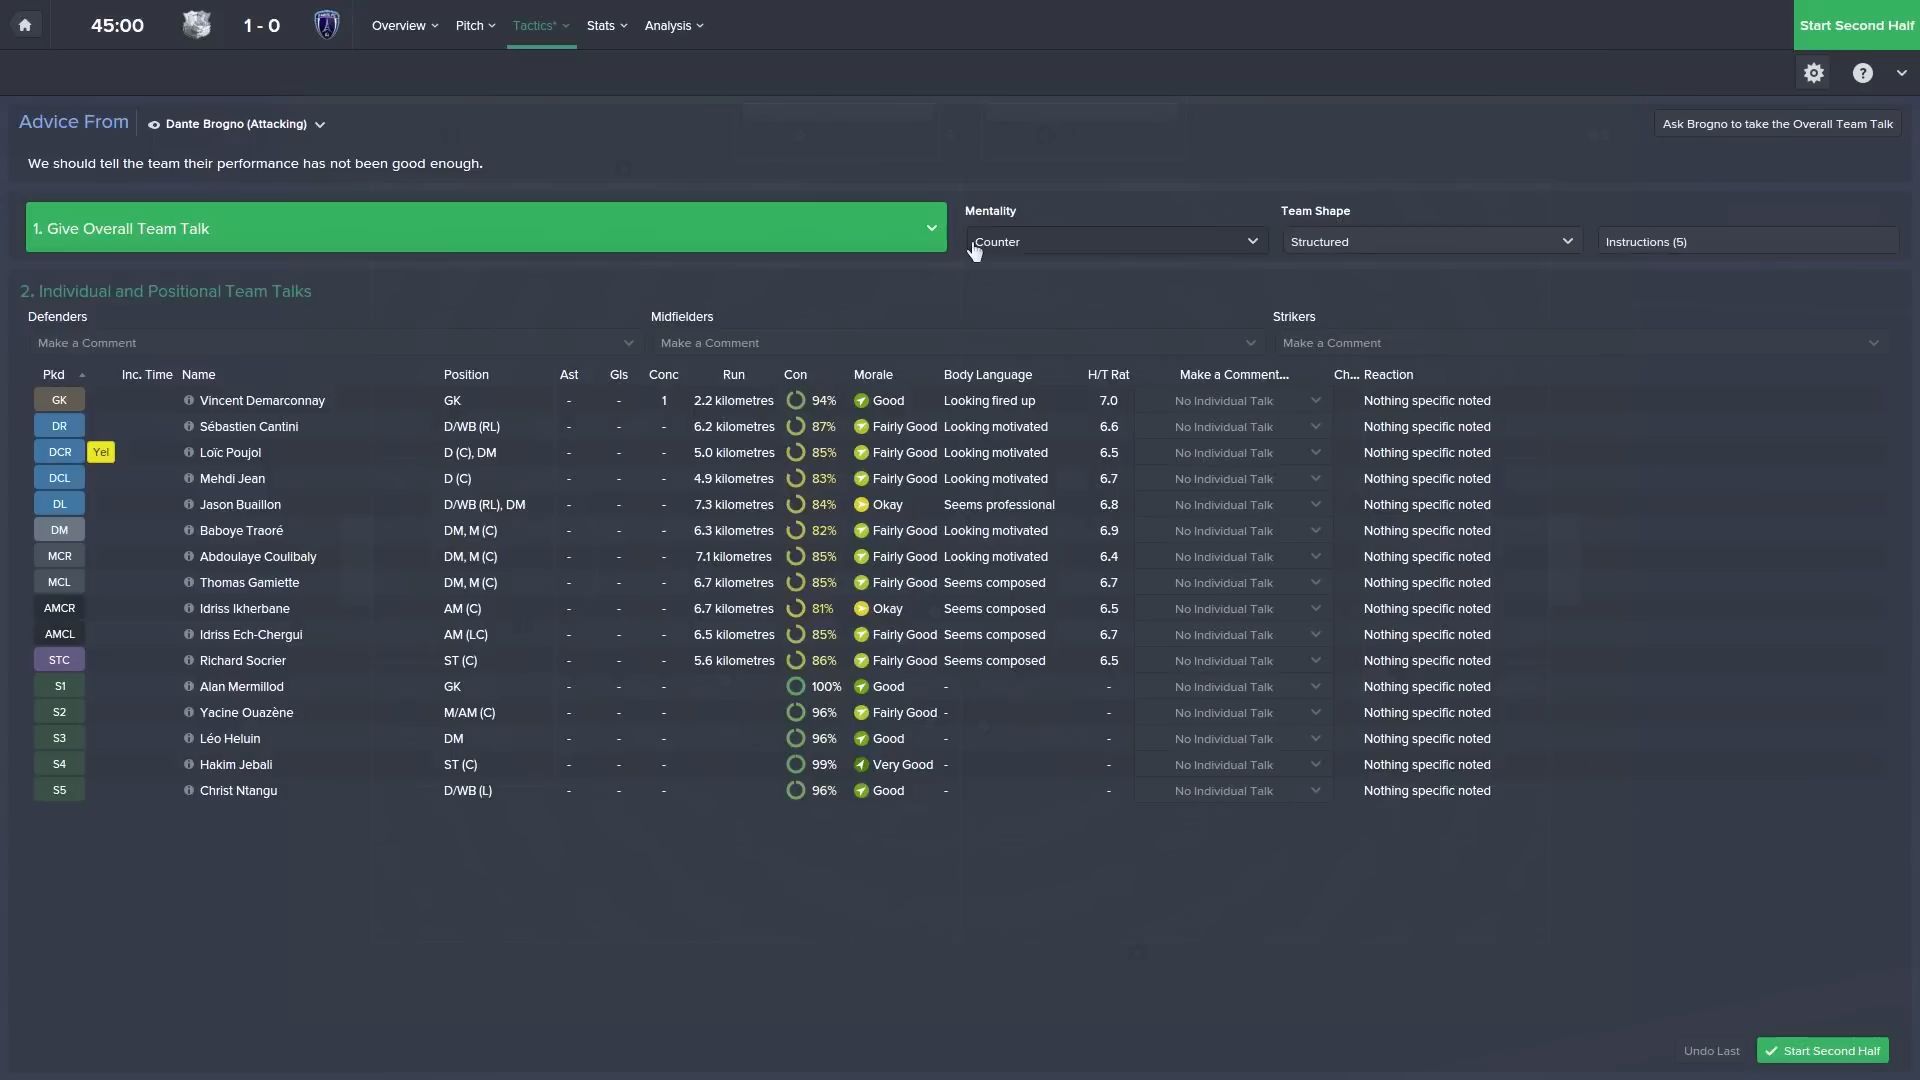 45:00 1 - 0 Overview Pitch Tactics* Stats Analysis Start Second Half
?
Advice From Dante Brogno (Attacking) Ask Brogno to take the Overall Team Talk
We should tell the team their performance has not been good enough.
Mentality Team Shape
1. Give Overall Team Talk Counter Structured Instructions (5)
2. Individual and Positional Team Talks
Defenders Midfielders Strikers
Make a Comment Make a Comment Make a Comment
Pkd Inc. Time Name Position Ast Gls Conc Run Con Morale Body Language H/T Rat Make a Comment... Ch... Reaction
GK Vincent Demarconnay GK - - 1 2.2 kilometres 94% Good Looking fired up 7.0 No Individual Talk Nothing specific noted
DR Sébastien Cantini D/WB (RL) - - - 6.2 kilometres 87% Fairly Good Looking motivated 6.6 No Individual Talk Nothing specific noted
DCR Yel Loïc Poujol D (C), DM - - - 5.0 kilometres 85% Fairly Good Looking motivated 6.5 No Individual Talk Nothing specific noted
DCL Mehdi Jean D (C) - - - 4.9 kilometres 83% Fairly Good Looking motivated 6.7 No Individual Talk Nothing specific noted
DL Jason Buaillon D/WB (RL), DM - - - 7.3 kilometres 84% Okay Seems professional 6.8 No Individual Talk Nothing specific noted
DM Baboye Traoré DM, M (C) - - - 6.3 kilometres 82% Fairly Good Looking motivated 6.9 No Individual Talk Nothing specific noted
MCR Abdoulaye Coulibaly DM, M (C) - - - 7.1 kilometres 85% Fairly Good Looking motivated 6.4 No Individual Talk Nothing specific noted
MCL Thomas Gamiette DM, M (C) - - - 6.7 kilometres 85% Fairly Good Seems composed 6.7 No Individual Talk Nothing specific noted
AMCR Idriss Ikherbane AM (C) - - - 6.7 kilometres 81% Okay Seems composed 6.5 No Individual Talk Nothing specific noted
AMCL Idriss Ech-Chergui AM (LC) - - - 6.5 kilometres 85% Fairly Good Seems composed 6.7 No Individual Talk Nothing specific noted
STC Richard Socrier ST (C) - - - 5.6 kilometres 86% Fairly Good Seems composed 6.5 No Individual Talk Nothing specific noted
S1 Alan Mermillod GK - - - 100% Good - - No Individual Talk Nothing specific noted
S2 Yacine Ouazène M/AM (C) - - - 96% Fairly Good - - No Individual Talk Nothing specific noted
S3 Léo Heluin DM - - - 96% Good - - No Individual Talk Nothing specific noted
S4 Hakim Jebali ST (C) - - - 99% Very Good - - No Individual Talk Nothing specific noted
S5 Christ Ntangu D/WB (L) - - - 96% Good - - No Individual Talk Nothing specific noted
Undo Last Start Second Half